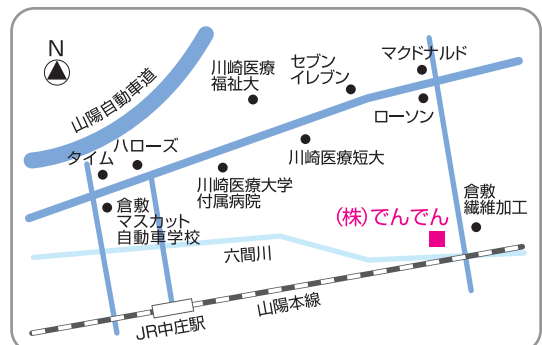 N
山陽自動車道
川崎医療
福祉大
セブン
イレブン
マクドナルド
ローソン
タイム
ハローズ
川崎医療短大
川崎医療大学
付属病院
倉敷
マスカット
自動車学校
倉敷
繊維加工
(株)でんでん
六間川
山陽本線
JR中庄駅